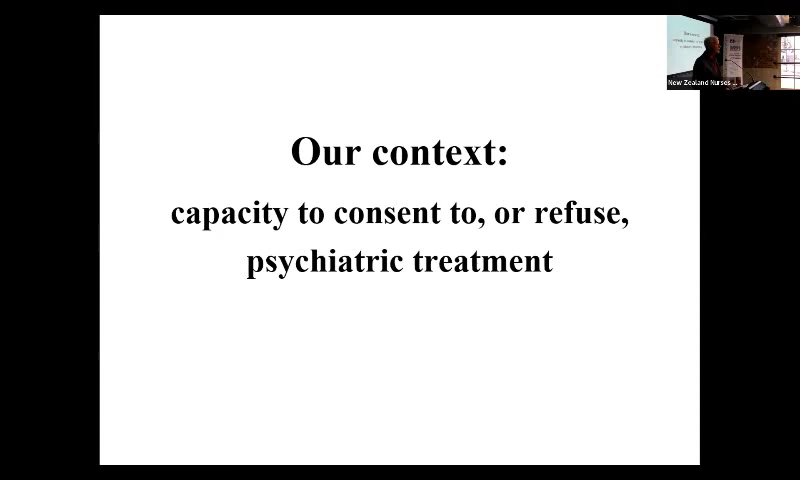 Our context:
capacity to consent to, or refuse,
psychiatric treatment
New Zealand Nurses ...